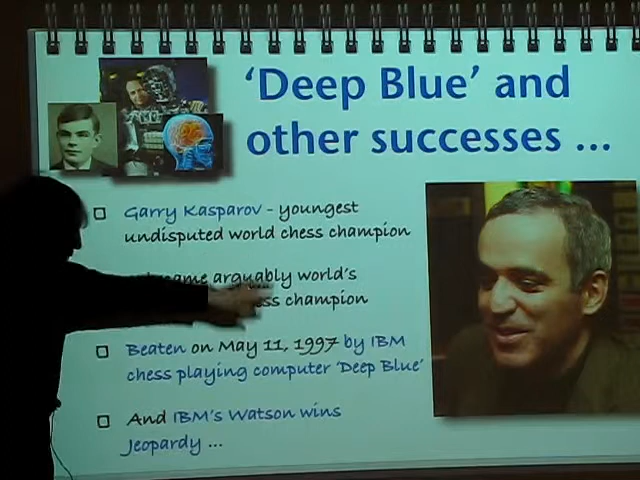 'Deep Blue' and
other successes ...
Garry Kasparov - youngest
undisputed world chess champion
arguably world's
champion
Beaten on May 11, 1997 by IBM
chess playing computer 'Deep Blue'
And IBM's Watson wins
Jeopardy ...